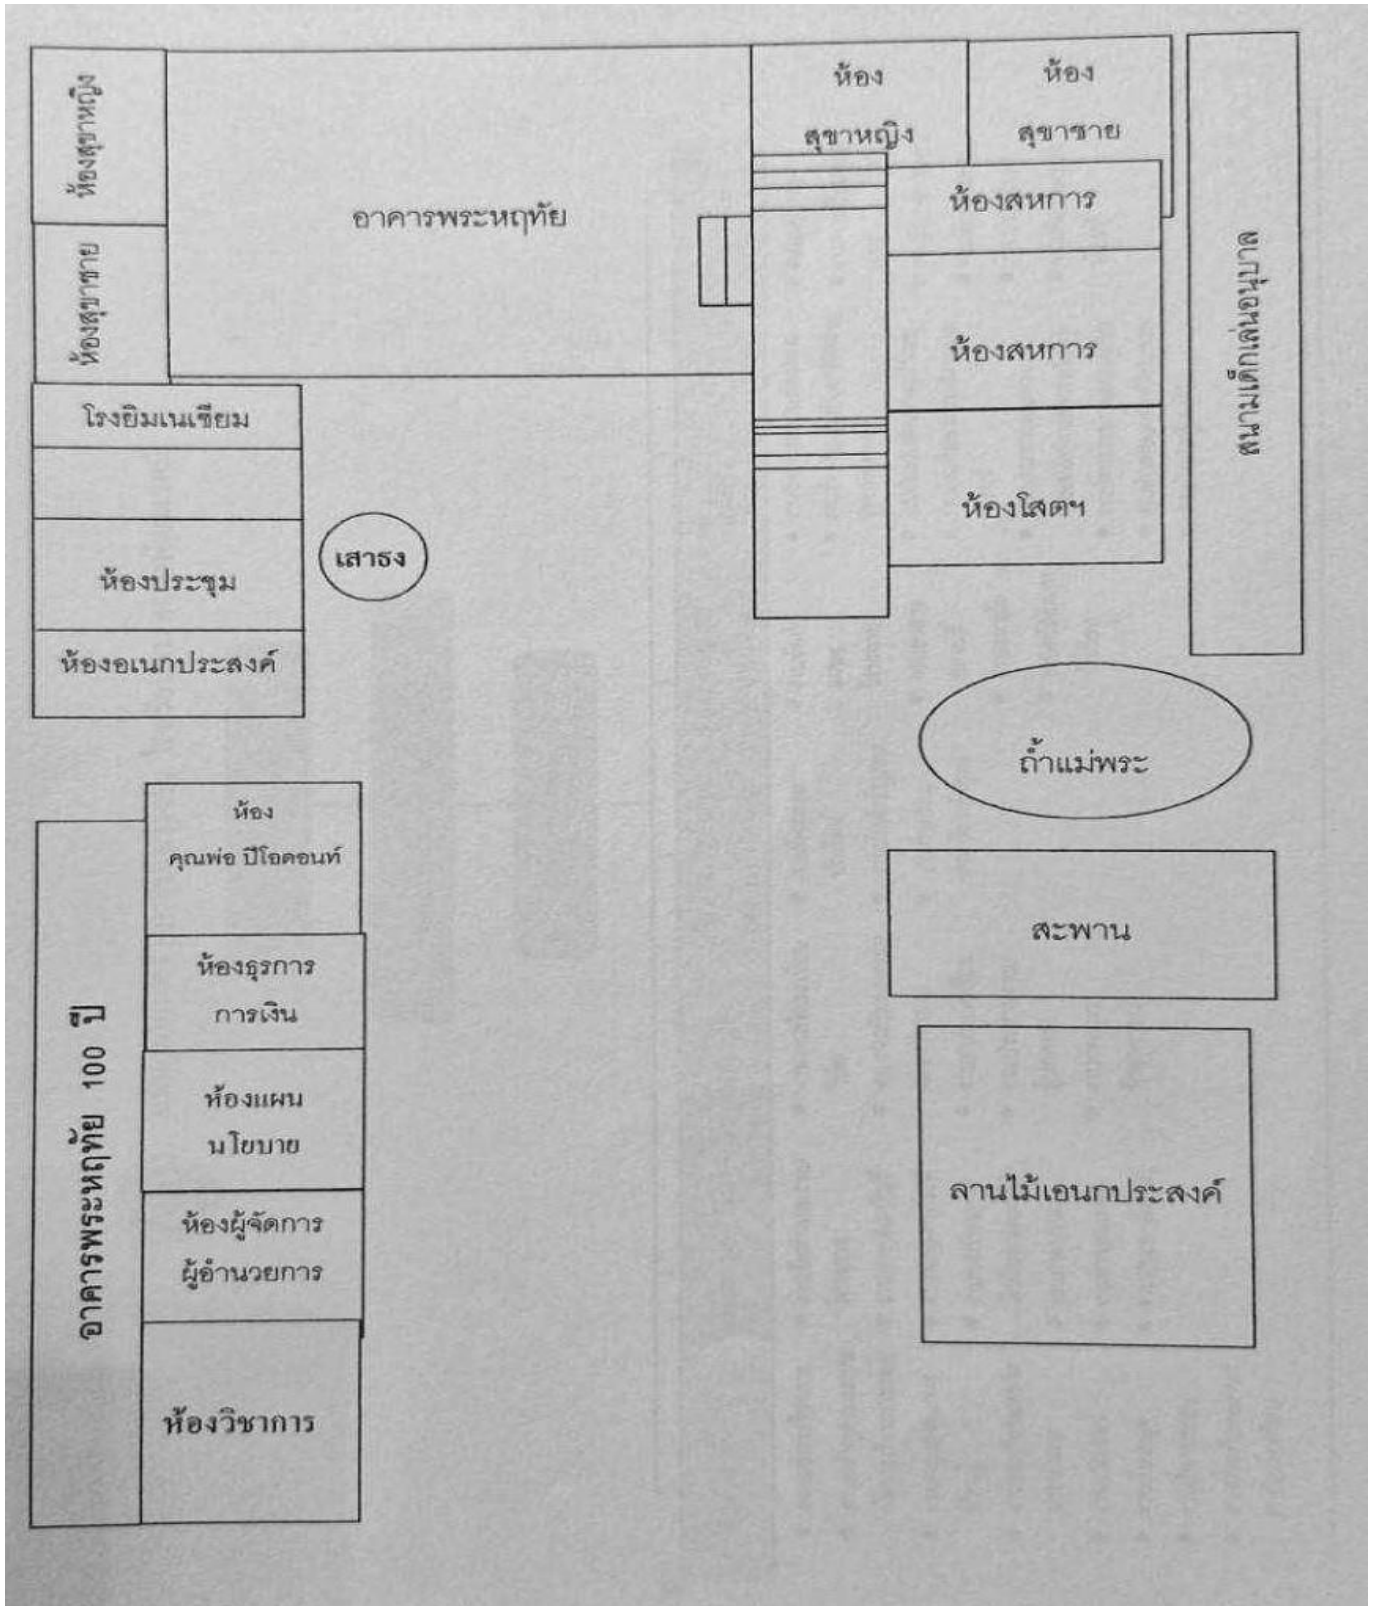 ห้องสุขาหญิง
ห้องสุขาชาย
อาคารพระหฤทัย
ห้อง
สุขาหญิง
ห้อง
สุขาชาย
ห้องสหการ
ห้องสหการ
ห้องโสตฯ
สนามเด็กเล่นอนุบาล
โรงยิมเนเซียม
ห้องประชุม
ห้องอเนกประสงค์
เสาธง
ถ้ำแม่พระ
สะพาน
ลานไม้เอนกประสงค์
อาคารพระหฤทัย 100 ปี
ห้อง
คุณพ่อ ปีโอดอนท์
ห้องธุรการ
การเงิน
ห้องแผน
นโยบาย
ห้องผู้จัดการ
ผู้อำนวยการ
ห้องวิชาการ